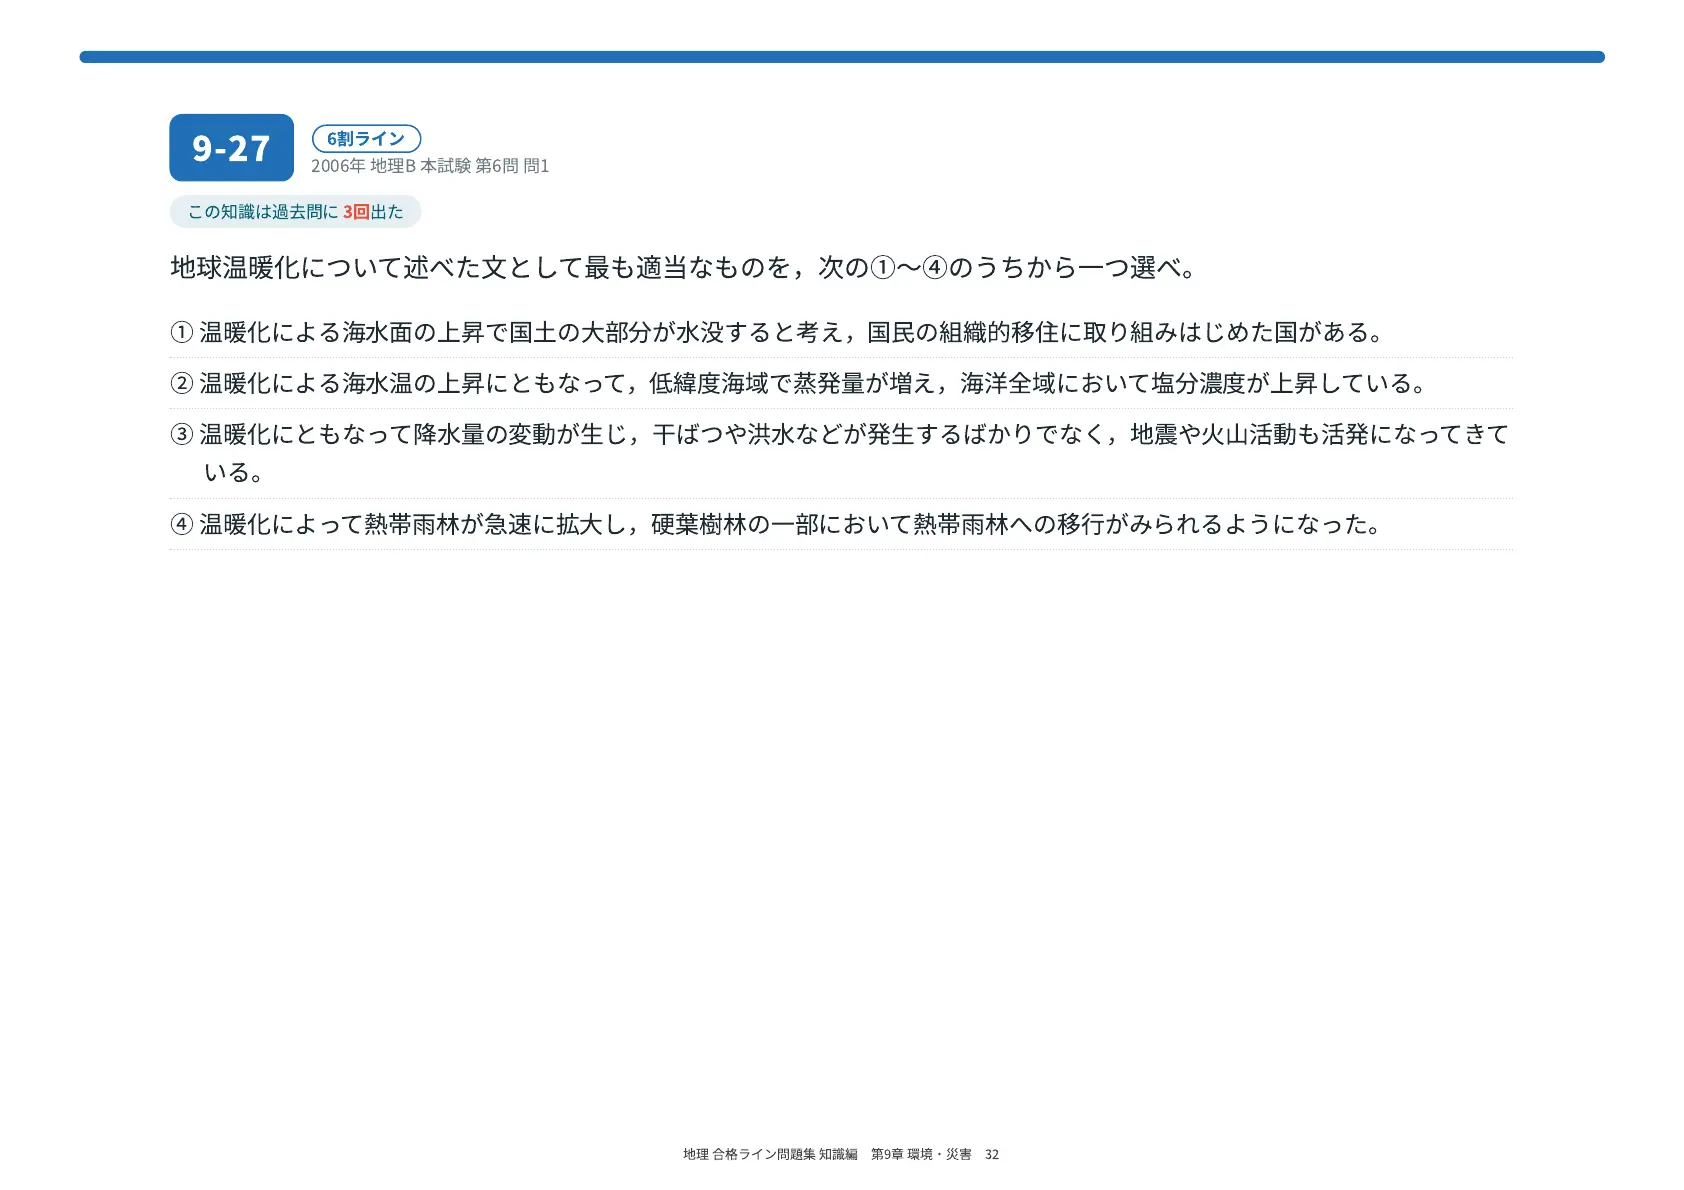 9-27
6割ライン
2006年 地理B 本試験 第6問 問1
この知識は過去問に 3回出た
地球温暖化について述べた文として最も適当なものを，次の①～④のうちから一つ選べ。
① 温暖化による海水面の上昇で国土の大部分が水没すると考え，国民の組織的移住に取り組みはじめた国がある。
② 温暖化による海水温の上昇にともなって，低緯度海域で蒸発量が増え，海洋全域において塩分濃度が上昇している。
③ 温暖化にともなって降水量の変動が生じ，干ばつや洪水などが発生するばかりでなく，地震や火山活動も活発になってきて
いる。
④ 温暖化によって熱帯雨林が急速に拡大し，硬葉樹林の一部において熱帯雨林への移行がみられるようになった。
地理 合格ライン問題集 知識編　第9章 環境・災害　32